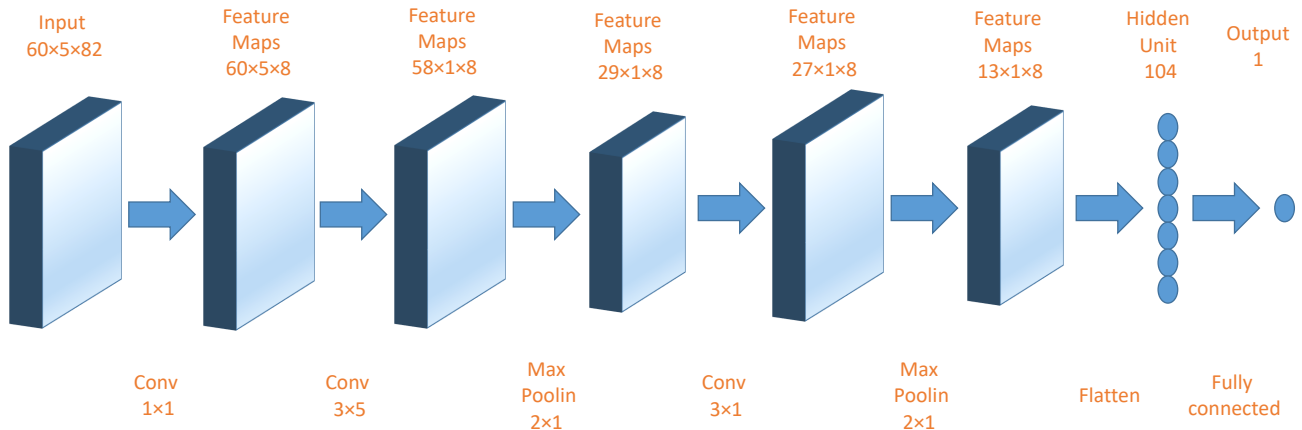 Input
60×5×82
Feature
Maps
60×5×8
Feature
Maps
58×1×8
Feature
Maps
29×1×8
Feature
Maps
27×1×8
Feature
Maps
13×1×8
Hidden
Unit
104
Output
1
Conv
1×1
Conv
3×5
Max
Poolin
2×1
Conv
3×1
Max
Poolin
2×1
Flatten
Fully
connected